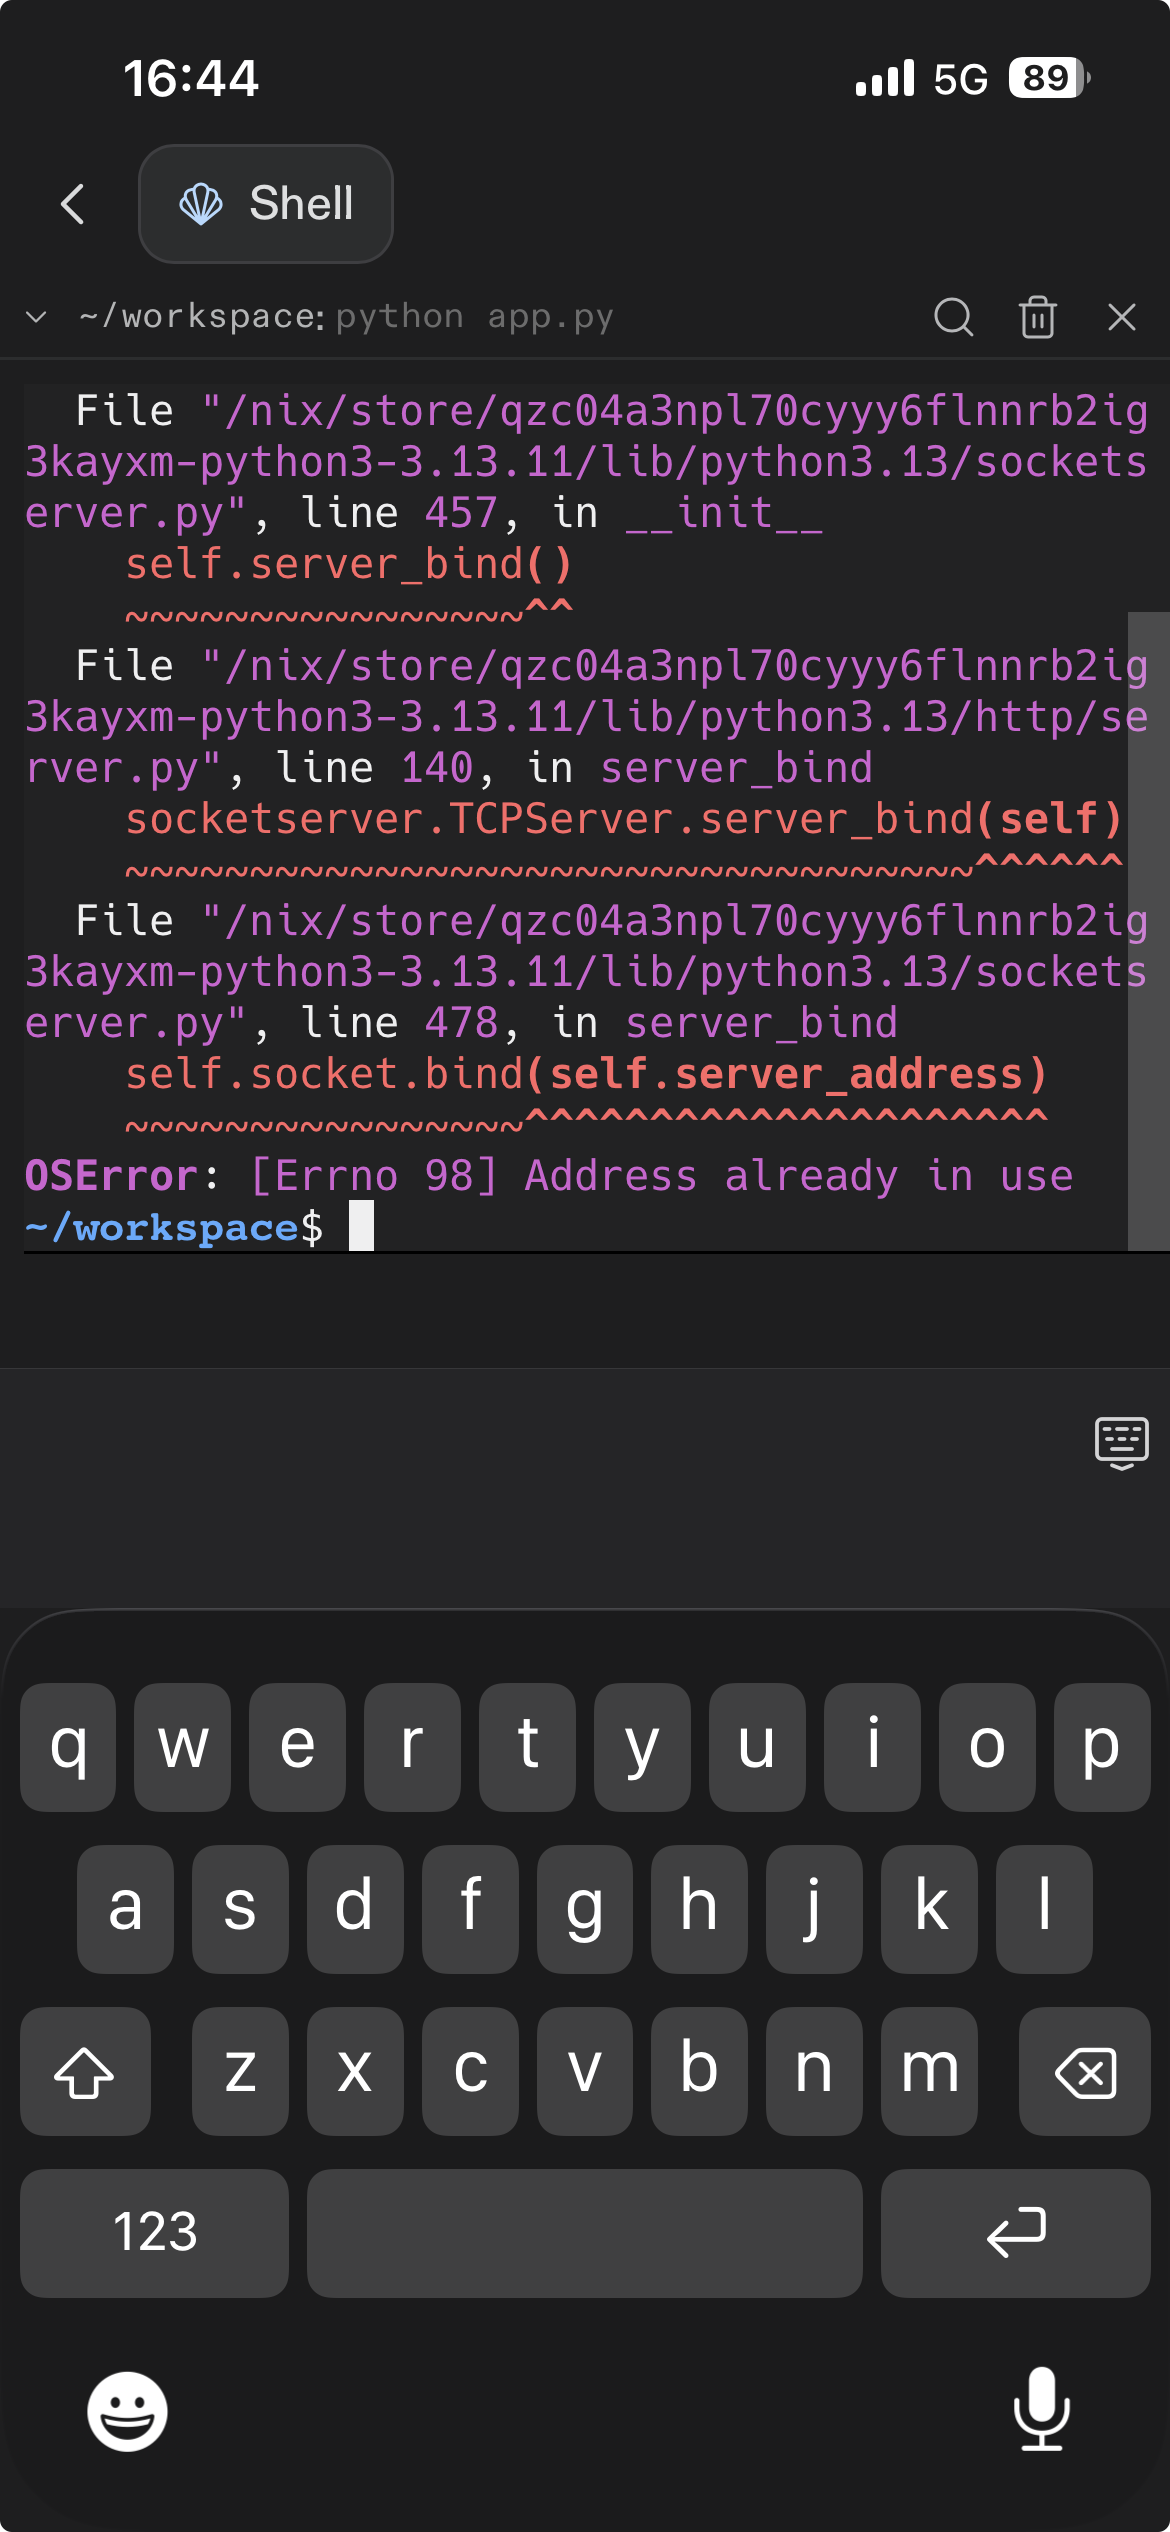 16:44
5G
89
Shell
~/workspace: python app.py
File "/nix/store/qzc04a3npl70cyyy6flnnrb2ig
3kayxm-python3-3.13.11/lib/python3.13/sockets
erver.py", line 457, in __init__
self.server_bind()
~~~~~~~~~~~~~~~~^^
File "/nix/store/qzc04a3npl70cyyy6flnnrb2ig
3kayxm-python3-3.13.11/lib/python3.13/http/se
rver.py", line 140, in server_bind
socketserver.TCPServer.server_bind(self)
~~~~~~~~~~~~~~~~~~~~~~~~~~~~~~~~~~^^^^^^
File "/nix/store/qzc04a3npl70cyyy6flnnrb2ig
3kayxm-python3-3.13.11/lib/python3.13/sockets
erver.py", line 478, in server_bind
self.socket.bind(self.server_address)
~~~~~~~~~~~~~~~~^^^^^^^^^^^^^^^^^^^^^
OSError: [Errno 98] Address already in use
~/workspace$
q w e r t y u i o p
a s d f g h j k l
z x c v b n m
123